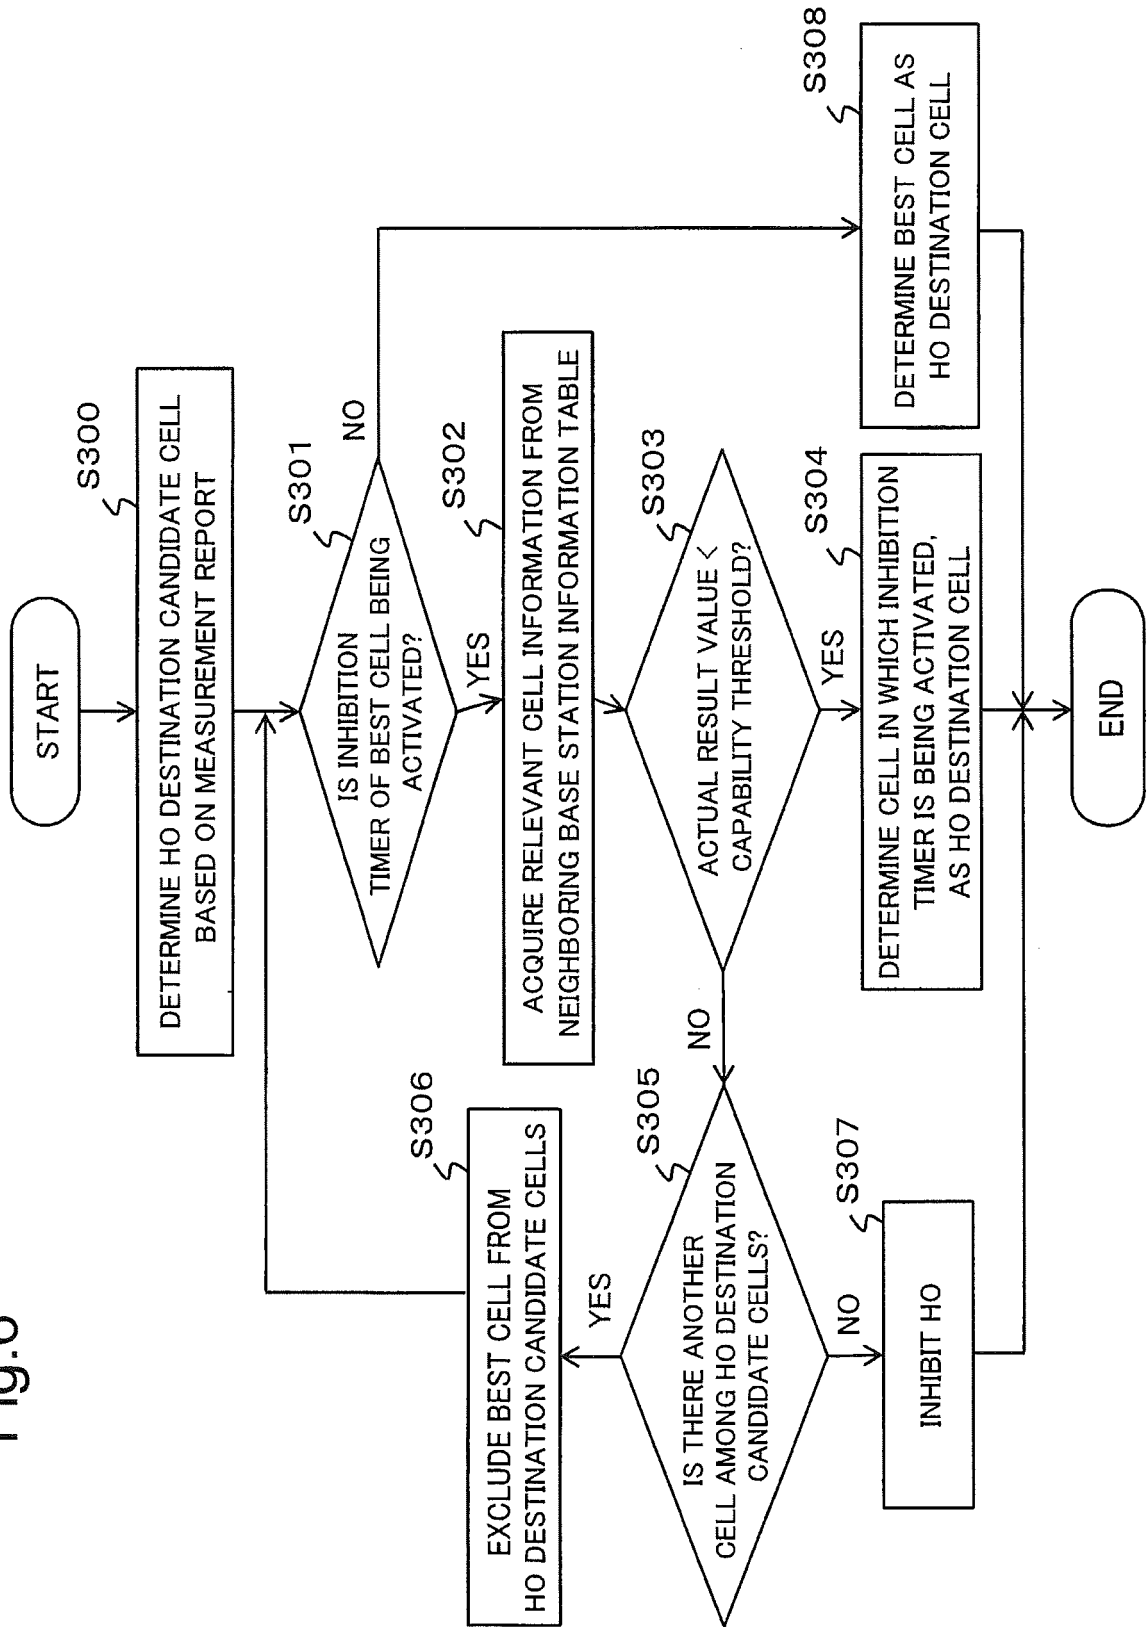 Fig.
START
S300
DETERMINE HO DESTINATION CANDIDATE CELL
BASED ON MEASUREMENT REPORT
S301
IS INHIBITION
TIMER OF BEST CELL BEING
ACTIVATED?
NO
YES
S302
ACQUIRE RELEVANT CELL INFORMATION FROM
NEIGHBORING BASE STATION INFORMATION TABLE
S303
ACTUAL RESULT VALUE <
CAPABILITY THRESHOLD?
NO
YES
S304
DETERMINE CELL IN WHICH INHIBITION
TIMER IS BEING ACTIVATED,
AS HO DESTINATION CELL
S305
IS THERE ANOTHER
CELL AMONG HO DESTINATION
CANDIDATE CELLS?
YES
NO
S306
EXCLUDE BEST CELL FROM
HO DESTINATION CANDIDATE CELLS
S307
INHIBIT HO
S308
DETERMINE BEST CELL AS
HO DESTINATION CELL
END